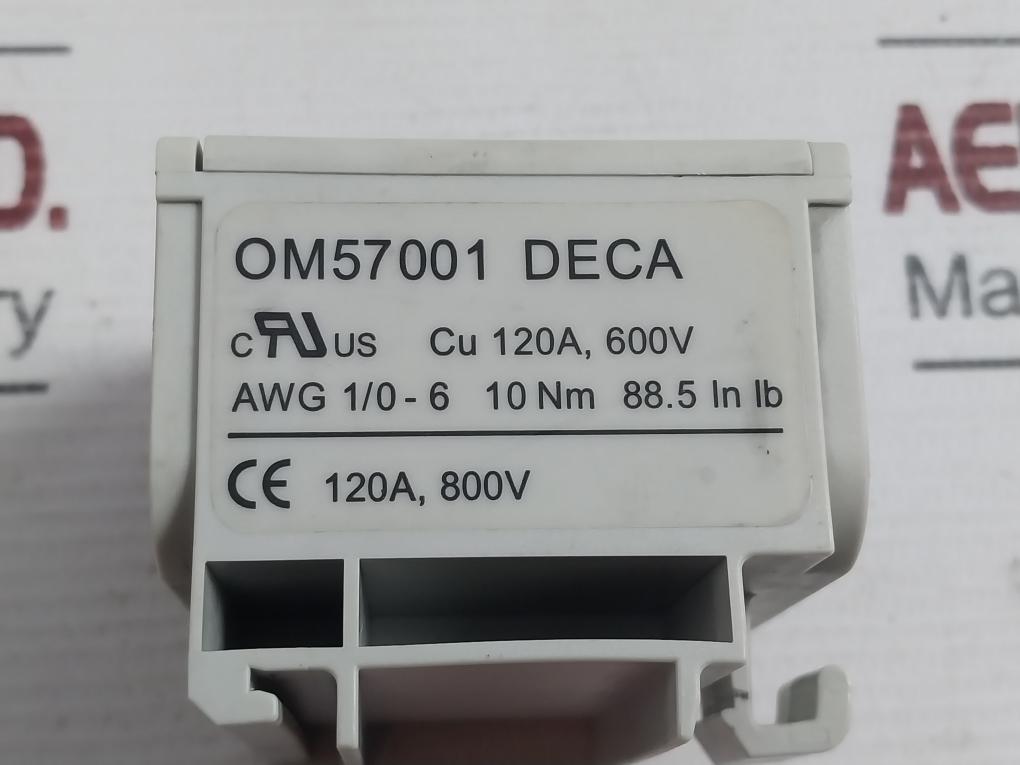 OM57001 DECA
c RU US Cu 120A, 600V
AWG 1/0 - 6 10 Nm 88.5 In lb
CE 120A, 800V